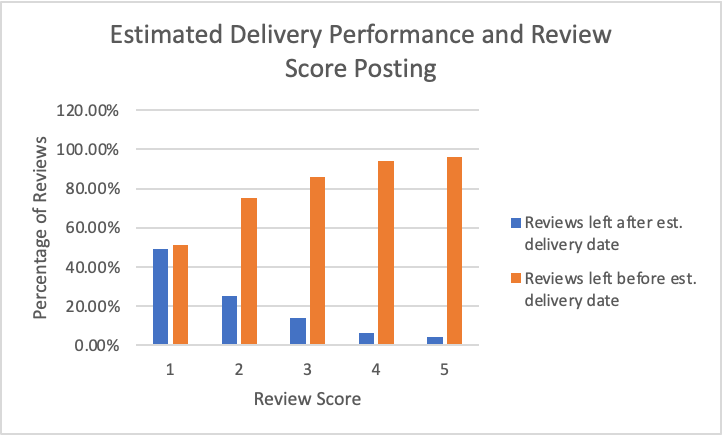 Estimated Delivery Performance and Review
Score Posting
120.00%
100.00%
80.00%
60.00%
40.00%
20.00%
0.00%
Percentage of Reviews
1 2 3 4 5
Review Score
Reviews left after est.
delivery date
Reviews left before est.
delivery date